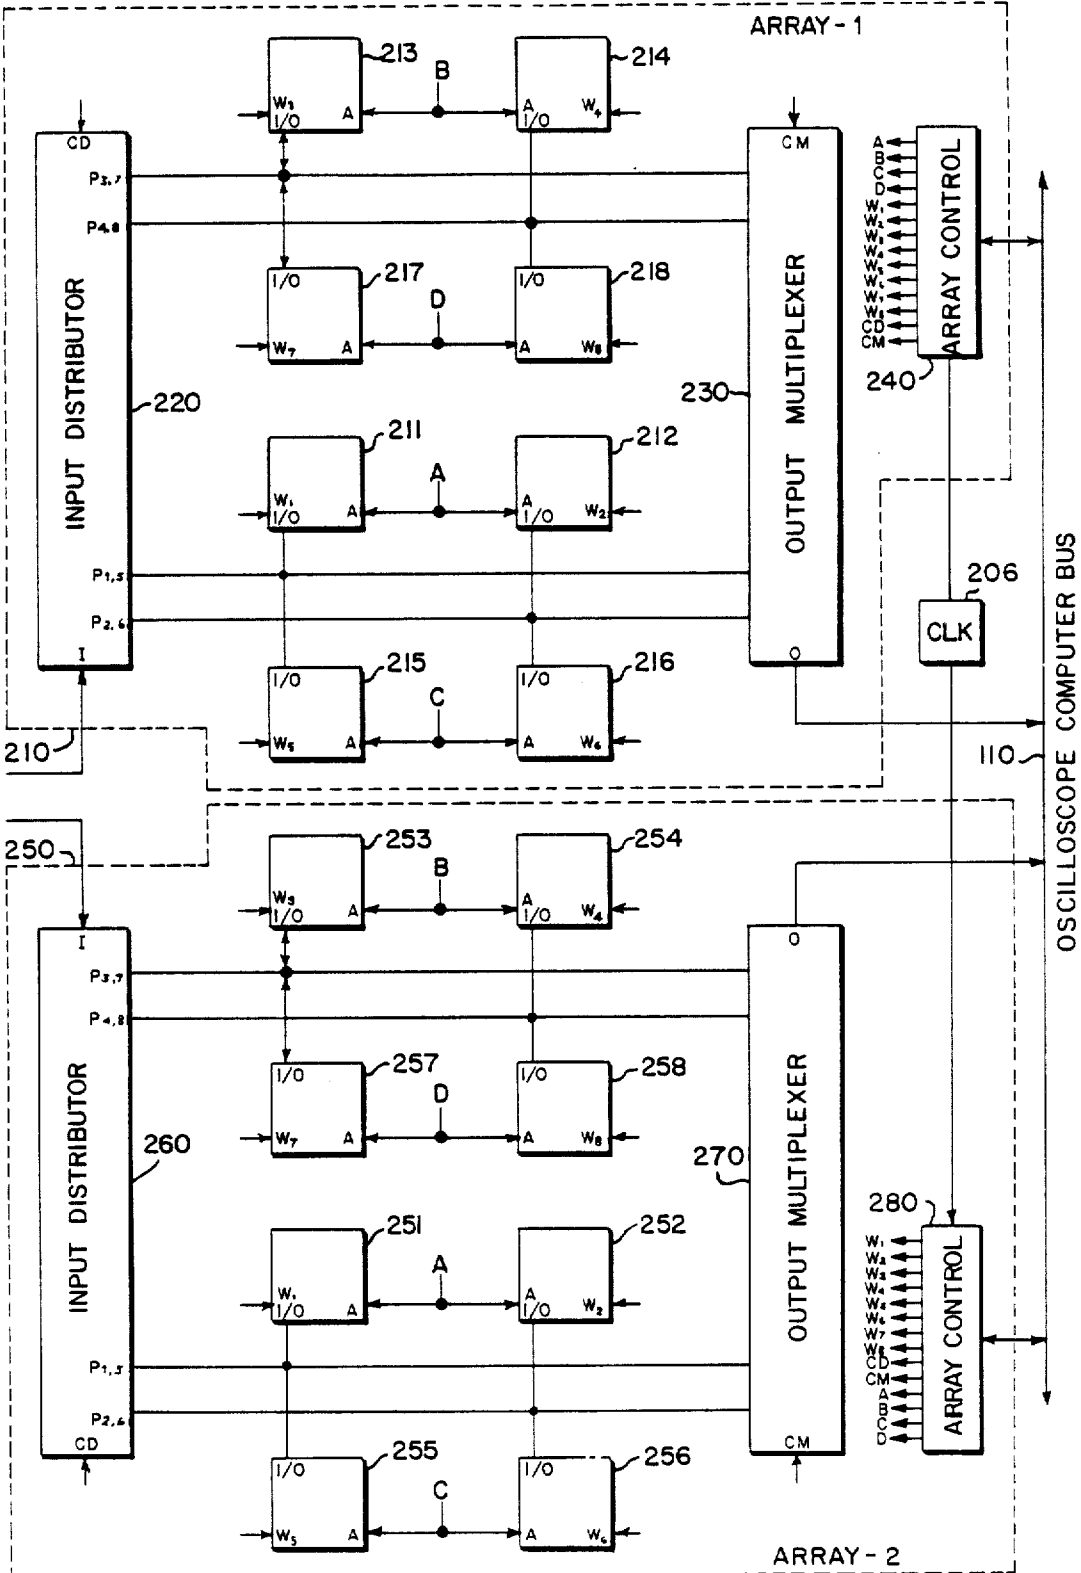 ARRAY-1
213
B
214
W3
I/O
A
A
I/O
W4
CD
CM
P3,7
P4,8
I/O
217
D
I/O
218
W7
A
A
W8
INPUT DISTRIBUTOR
220
230
OUTPUT MULTIPLEXER
A
B
C
D
W1
W2
W3
W4
W5
W6
W7
W8
CD
CM
ARRAY CONTROL
240
211
A
212
W1
I/O
A
A
I/O
W2
P1,5
P2,6
I
O
206
CLK
I/O
215
C
I/O
216
W5
A
A
W6
210
110
OSCILLOSCOPE COMPUTER BUS
250
253
B
254
W3
I/O
A
A
I/O
W4
I
O
P3,7
P4,8
I/O
257
D
I/O
258
W7
A
A
W8
INPUT DISTRIBUTOR
260
270
OUTPUT MULTIPLEXER
280
W1
W2
W3
W4
W5
W6
W7
W8
CD
CM
A
B
C
D
ARRAY CONTROL
251
A
252
W1
I/O
A
A
I/O
W2
P1,5
P2,6
CD
CM
I/O
255
C
I/O
256
W5
A
A
W6
ARRAY-2